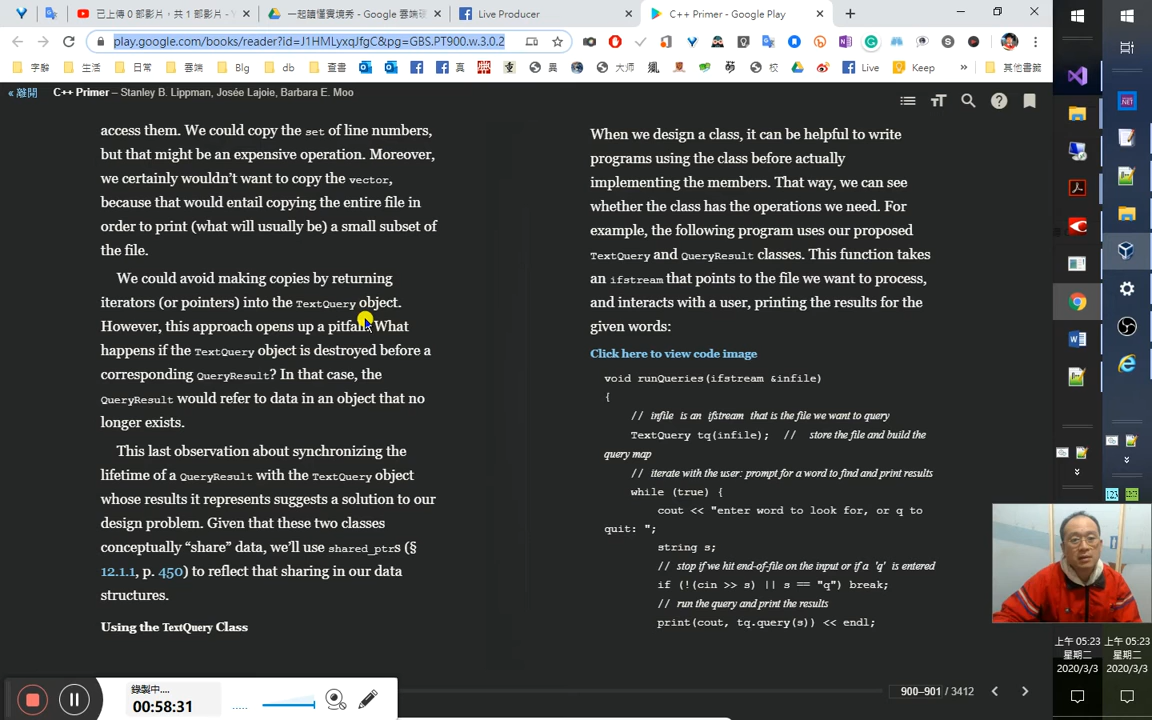 已上傳 0 部影片，共 1 部影片 - Y
一起讀懂貴境秀 - Google 雲端硬
Live Producer
C++ Primer - Google Play
play.google.com/books/reader?id=J1HMLyxqJfgC&pg=GBS.PT900.w.3.0.2
字辭
生活
日常
雲端
Blg
db
查書
真
異
大师
校
Live
Keep
其他書籤
« 離開
C++ Primer – Stanley B. Lippman, Josée Lajoie, Barbara E. Moo
access them. We could copy the set of line numbers,
but that might be an expensive operation. Moreover,
we certainly wouldn't want to copy the vector,
because that would entail copying the entire file in
order to print (what will usually be) a small subset of
the file.
We could avoid making copies by returning
iterators (or pointers) into the TextQuery object.
However, this approach opens up a pitfall: What
happens if the TextQuery object is destroyed before a
corresponding QueryResult? In that case, the
QueryResult would refer to data in an object that no
longer exists.
This last observation about synchronizing the
lifetime of a QueryResult with the TextQuery object
whose results it represents suggests a solution to our
design problem. Given that these two classes
conceptually “share” data, we'll use shared_ptrs (§
12.1.1, p. 450) to reflect that sharing in our data
structures.
Using the TextQuery Class
When we design a class, it can be helpful to write
programs using the class before actually
implementing the members. That way, we can see
whether the class has the operations we need. For
example, the following program uses our proposed
TextQuery and QueryResult classes. This function takes
an ifstream that points to the file we want to process,
and interacts with a user, printing the results for the
given words:
Click here to view code image
void runQueries(ifstream &infile)
{
// infile is an ifstream that is the file we want to query
TextQuery tq(infile); // store the file and build the
query map
// iterate with the user: prompt for a word to find and print results
while (true) {
cout << "enter word to look for, or q to
quit: ";
string s;
// stop if we hit end-of-file on the input or if a 'q' is entered
if (!(cin >> s) || s == "q") break;
// run the query and print the results
print(cout, tq.query(s)) << endl;
900–901 / 3412
錄製中....
00:58:31
上午 05:23
星期二
2020/3/3
上午 05:23
星期二
2020/3/3